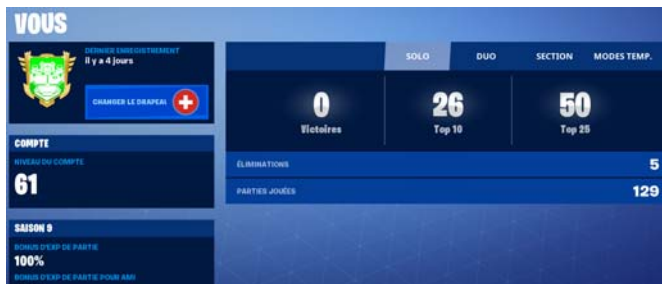 VOUS
DERNIER ENREGISTREMENT
il y a 4 jours
CHANGER LE DRAPEAU
COMPTE
NIVEAU DU COMPTE
61
SAISON 9
BONUS D'EXP DE PARTIE
100%
BONUS D'EXP DE PARTIE POUR AMI
SOLO DUO SECTION MODES TEMP.
0 26 50
Victoires Top 10 Top 25
ÉLIMINATIONS 5
PARTIES JOUÉES 129